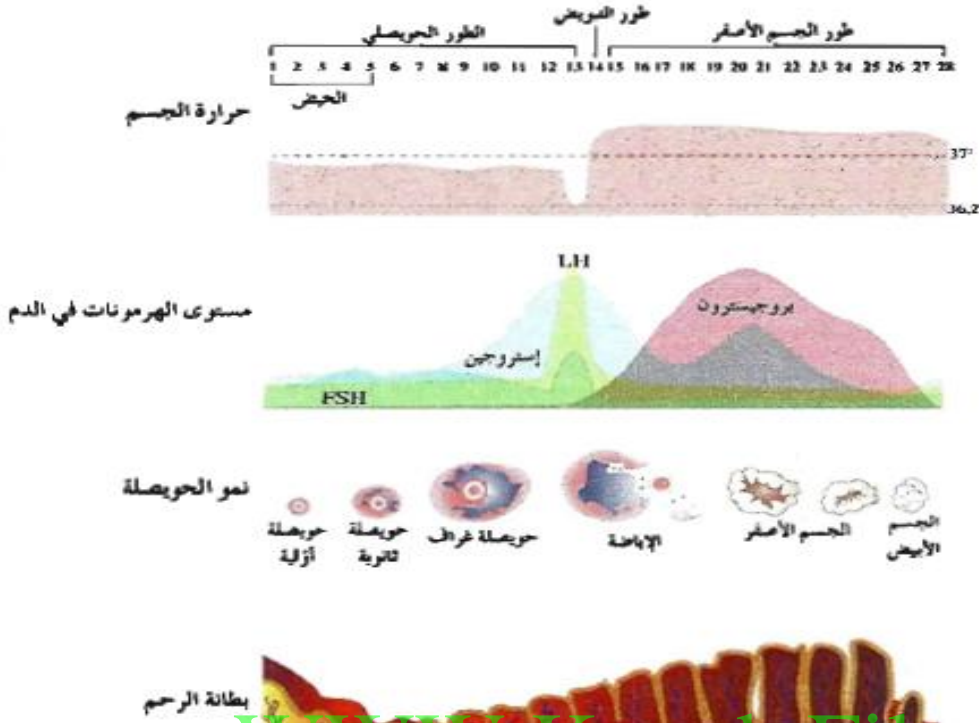 طور التبويض
الطور الحويصلي
طور الجسم الأصفر
1 2 3 4 5 6 7 8 9 10 11 12 13 14 15 16 17 18 19 20 21 22 23 24 25 26 27 28
الحيض
حرارة الجسم
37°
36.2
LH
مستوى الهرمونات في الدم
بروجيسترون
إستروجين
FSH
نمو الحويصلة
حويصلة أوّلية
حويصلة ثانوية
حويصلة غراف
الإباضة
الجسم الأصفر
الجسم الأبيض
بطانة الرحم